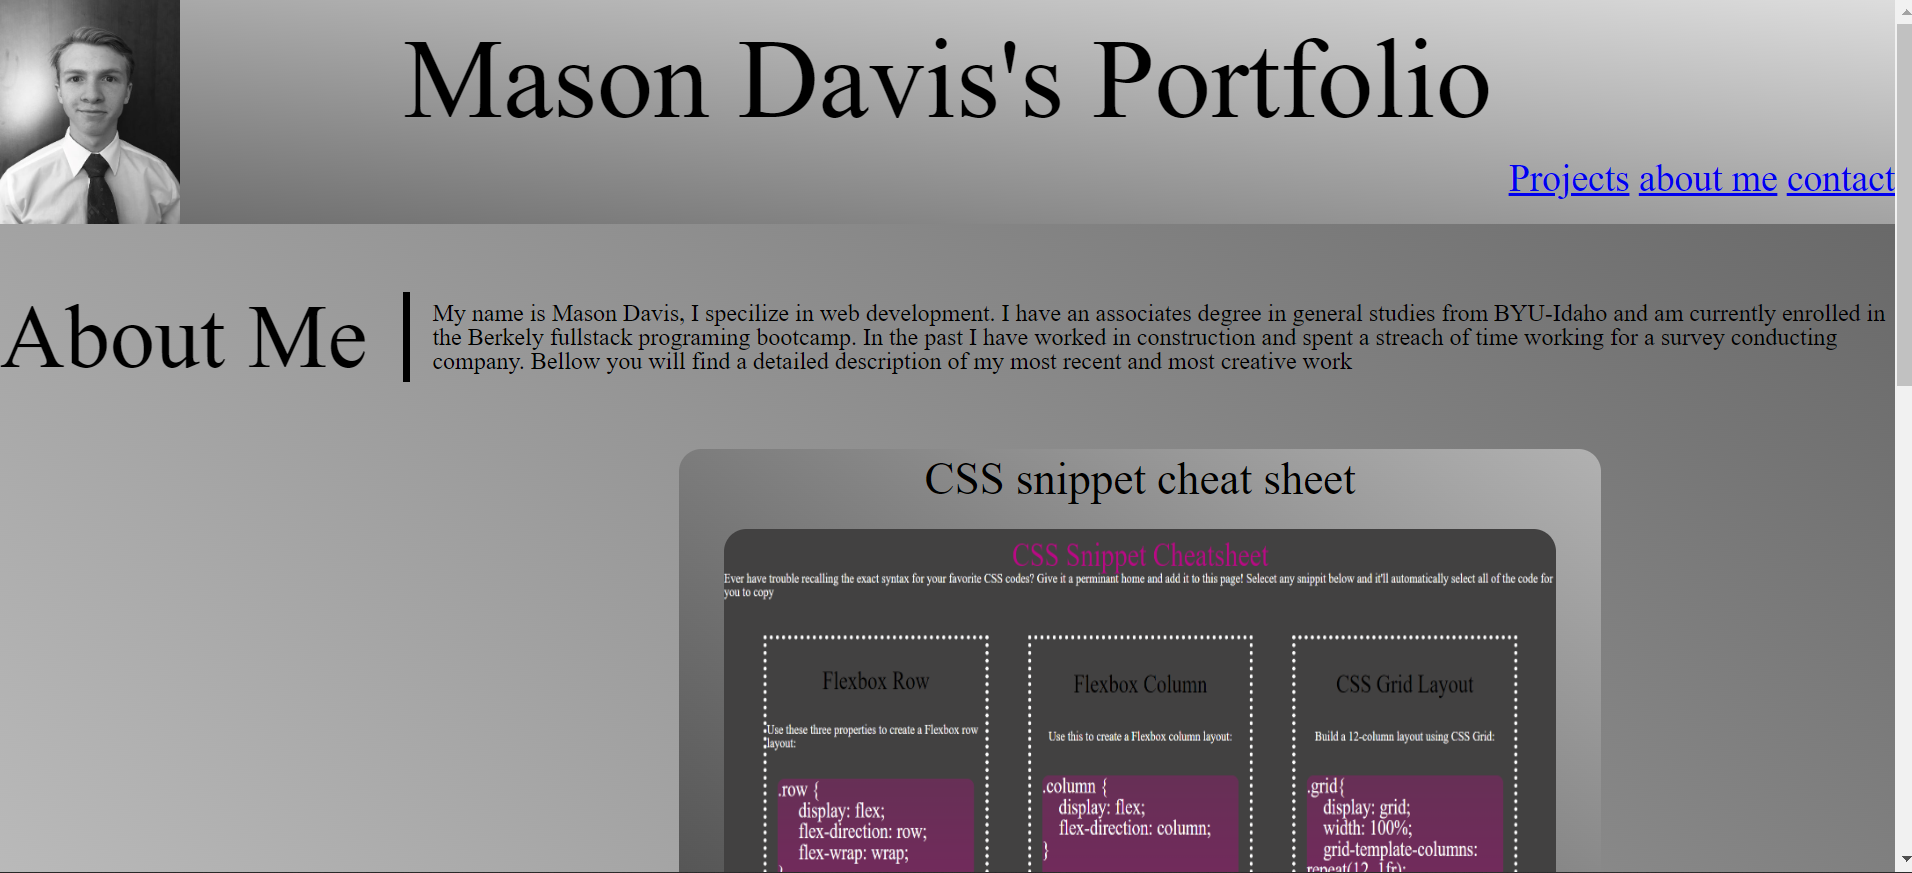 Mason Davis's Portfolio
Projects about me contact
About Me
My name is Mason Davis, I specilize in web development. I have an associates degree in general studies from BYU-Idaho and am currently enrolled in
the Berkely fullstack programing bootcamp. In the past I have worked in construction and spent a streach of time working for a survey conducting
company. Bellow you will find a detailed description of my most recent and most creative work
CSS snippet cheat sheet
CSS Snippet Cheatsheet
Ever have trouble recalling the exact syntax for your favorite CSS codes? Give it a perminant home and add it to this page! Selecet any snippit below and it'll automatically select all of the code for
you to copy
Flexbox Row
Use these three properties to create a Flexbox row
layout:
.row {
display: flex;
flex-direction: row;
flex-wrap: wrap;
Flexbox Column
Use this to create a Flexbox column layout:
.column {
display: flex;
flex-direction: column;
}
CSS Grid Layout
Build a 12-column layout using CSS Grid:
.grid{
display: grid;
width: 100%;
grid-template-columns:
repeat(12, 1fr);